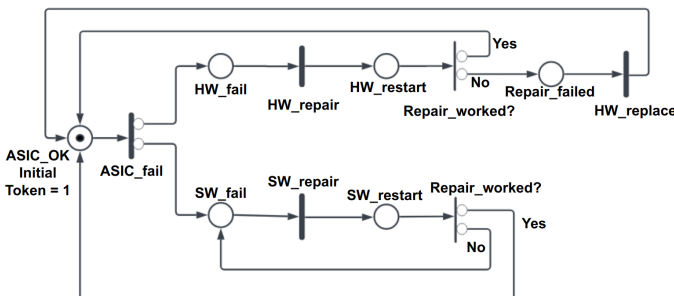 Yes
HW_fail
HW_restart
No
Repair_failed
HW_repair
Repair_worked?
HW_replace
ASIC_OK
Initial
Token = 1
ASIC_fail
SW_fail
SW_repair
SW_restart
Repair_worked?
Yes
No